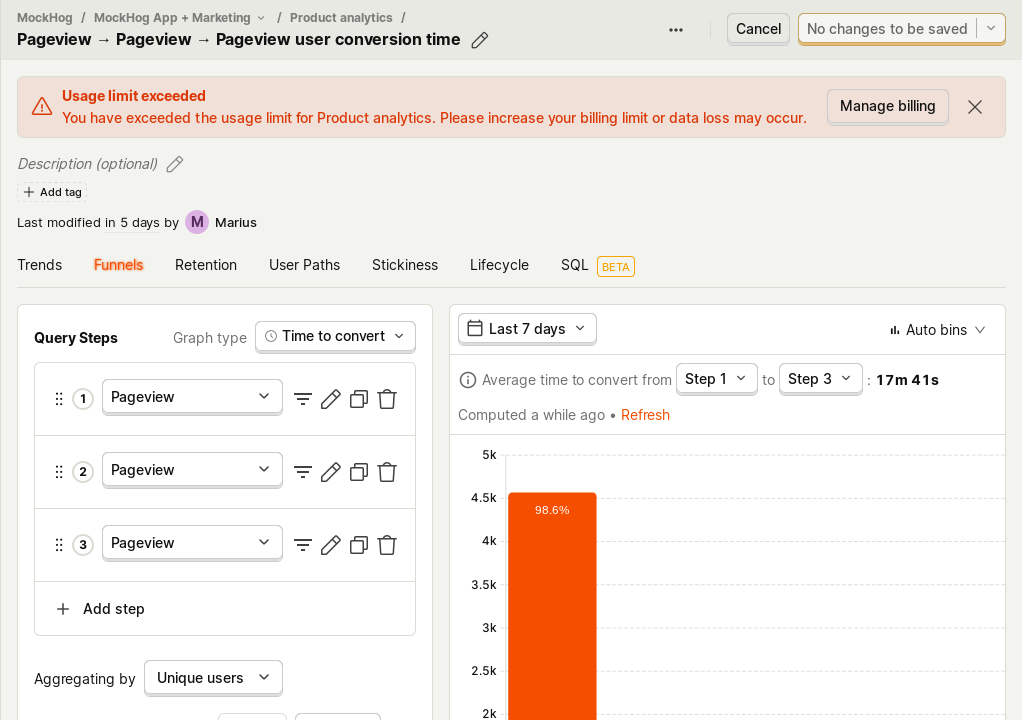 MockHog / MockHog App + Marketing / Product analytics /
Pageview → Pageview → Pageview user conversion time
Cancel
No changes to be saved
Usage limit exceeded
You have exceeded the usage limit for Product analytics. Please increase your billing limit or data loss may occur.
Manage billing
Description (optional)
Add tag
Last modified in 5 days by M Marius
Trends Funnels Retention User Paths Stickiness Lifecycle SQL BETA
Query Steps Graph type Time to convert
1 Pageview
2 Pageview
3 Pageview
+ Add step
Aggregating by Unique users
Last 7 days
Auto bins
Average time to convert from Step 1 to Step 3 : 17m 41s
Computed a while ago • Refresh
5k
4.5k
98.6%
4k
3.5k
3k
2.5k
2k